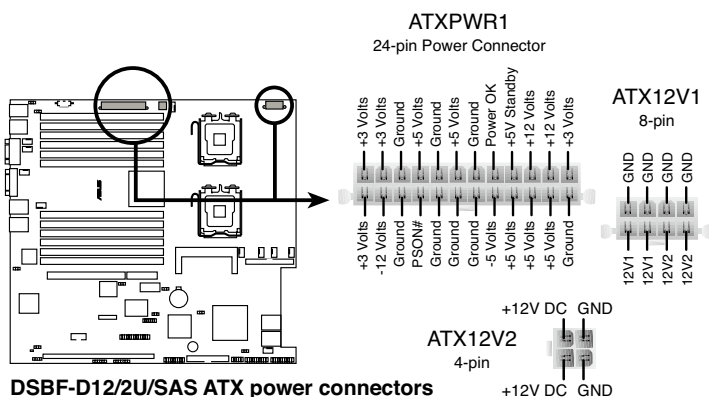 ATXPWR1
24-pin Power Connector
+3 Volts
+3 Volts
Ground
+5 Volts
Ground
+5 Volts
Ground
Power OK
+5V Standby
+12 Volts
+12 Volts
+3 Volts
+3 Volts
-12 Volts
Ground
PSON#
Ground
Ground
Ground
-5 Volts
+5 Volts
+5 Volts
+5 Volts
Ground
ATX12V1
8-pin
GND
GND
GND
GND
12V1
12V1
12V2
12V2
ATX12V2
4-pin
+12V DC GND
+12V DC GND
ASUS
DSBF-D12/2U/SAS ATX power connectors